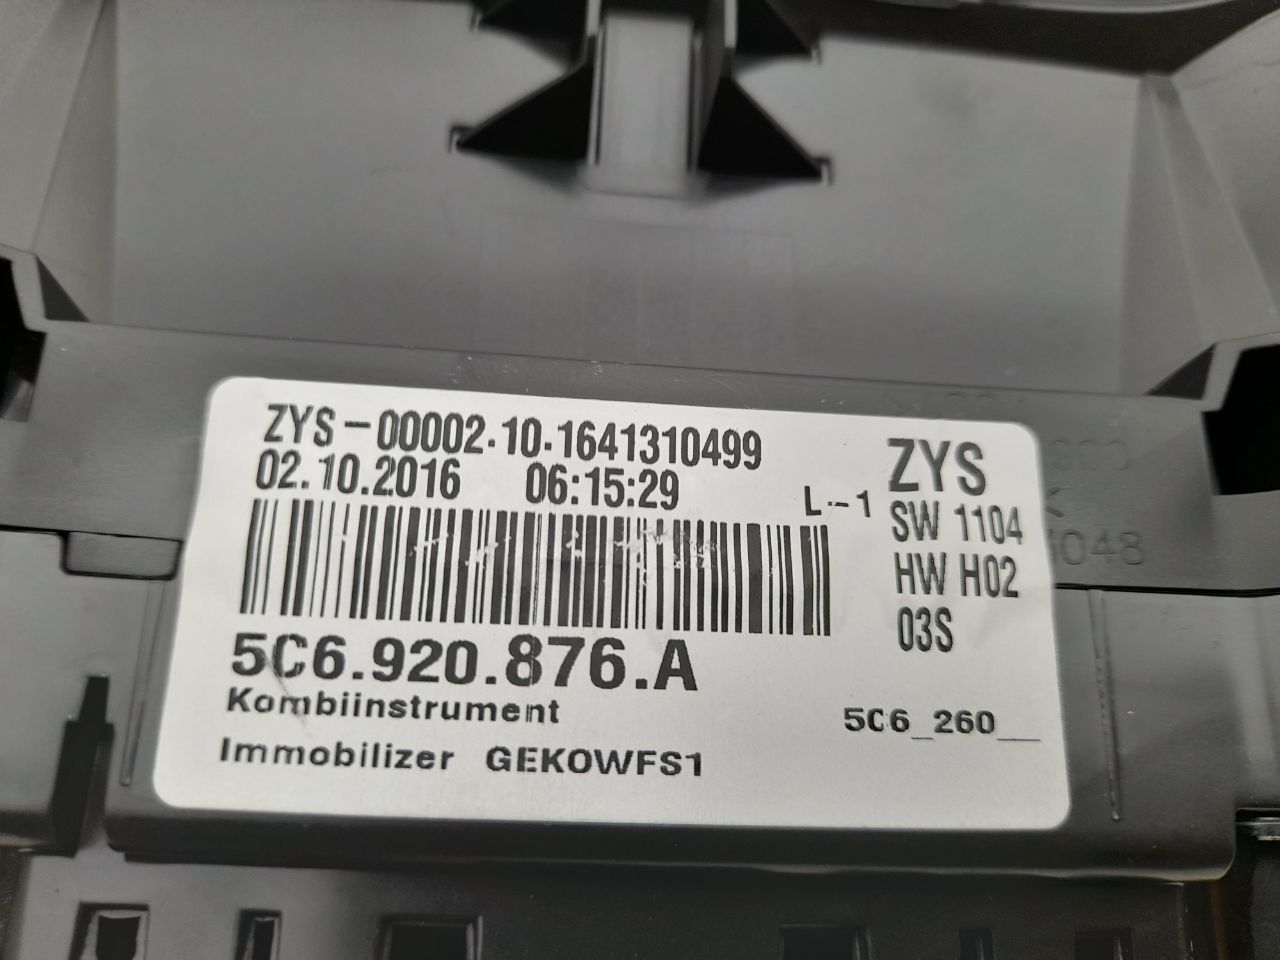 ZYS-00002.10.1641310499
02.10.2016 06:15:29
L--1
ZYS
SW 1104
HW H02
03S
5C6.920.876.A
Kombiinstrument
5C6_260__
Immobilizer GEKOWFS1